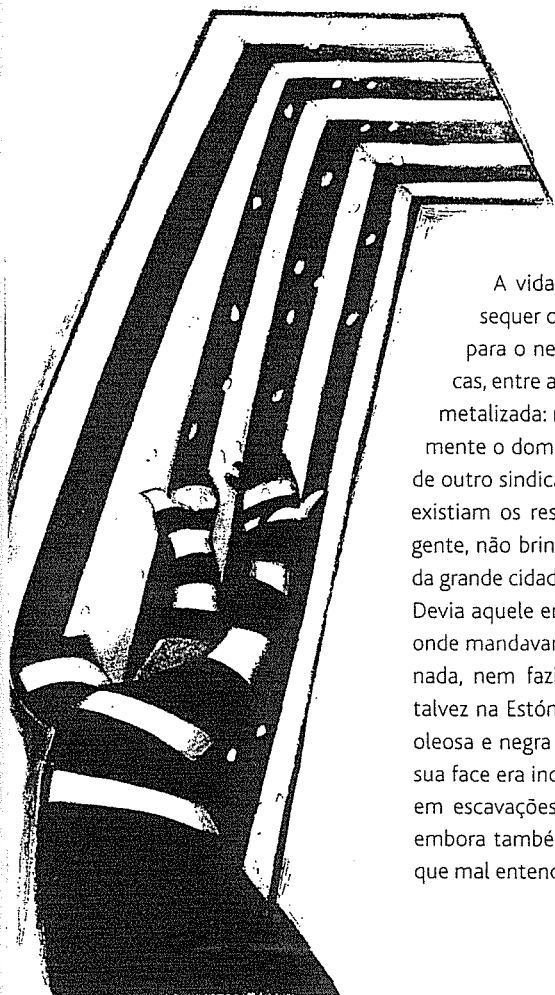 A vida
sequer o
para o ne
cas, entre a
metalizada:
mente o dom
de outro sindica
existiam os res
gente, não brin
da grande cidad
Devia aquele en
onde mandavar
nada, nem fazi
talvez na Estón
oleosa e negra
sua face era inc
em escavações
embora també
que mal entenc